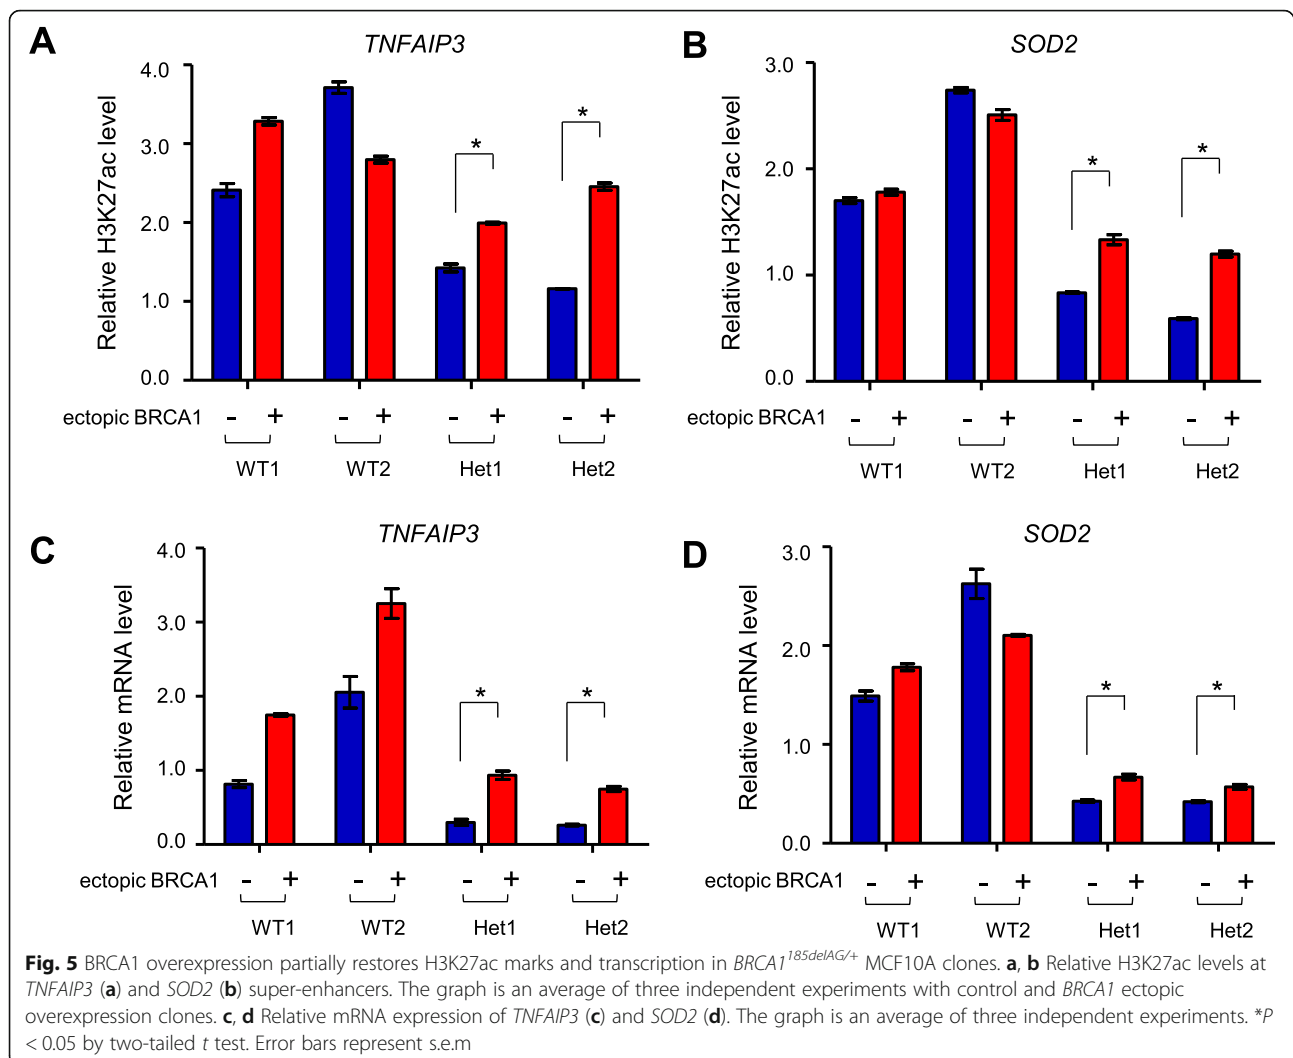 A
TNFAIP3
4.0
3.0
2.0
1.0
0.0
Relative H3K27ac level
*
*
ectopic BRCA1
- + - + - + - +
WT1 WT2 Het1 Het2
B
SOD2
3.0
2.0
1.0
0.0
Relative H3K27ac level
*
*
ectopic BRCA1
- + - + - + - +
WT1 WT2 Het1 Het2
C
TNFAIP3
4.0
3.0
2.0
1.0
0.0
Relative mRNA level
*
*
ectopic BRCA1
- + - + - + - +
WT1 WT2 Het1 Het2
D
SOD2
3.0
2.0
1.0
0.0
Relative mRNA level
*
*
ectopic BRCA1
- + - + - + - +
WT1 WT2 Het1 Het2
Fig. 5 BRCA1 overexpression partially restores H3K27ac marks and transcription in BRCA1185delAG/+ MCF10A clones. a, b Relative H3K27ac levels at
TNFAIP3 (a) and SOD2 (b) super-enhancers. The graph is an average of three independent experiments with control and BRCA1 ectopic
overexpression clones. c, d Relative mRNA expression of TNFAIP3 (c) and SOD2 (d). The graph is an average of three independent experiments. *P
< 0.05 by two-tailed t test. Error bars represent s.e.m